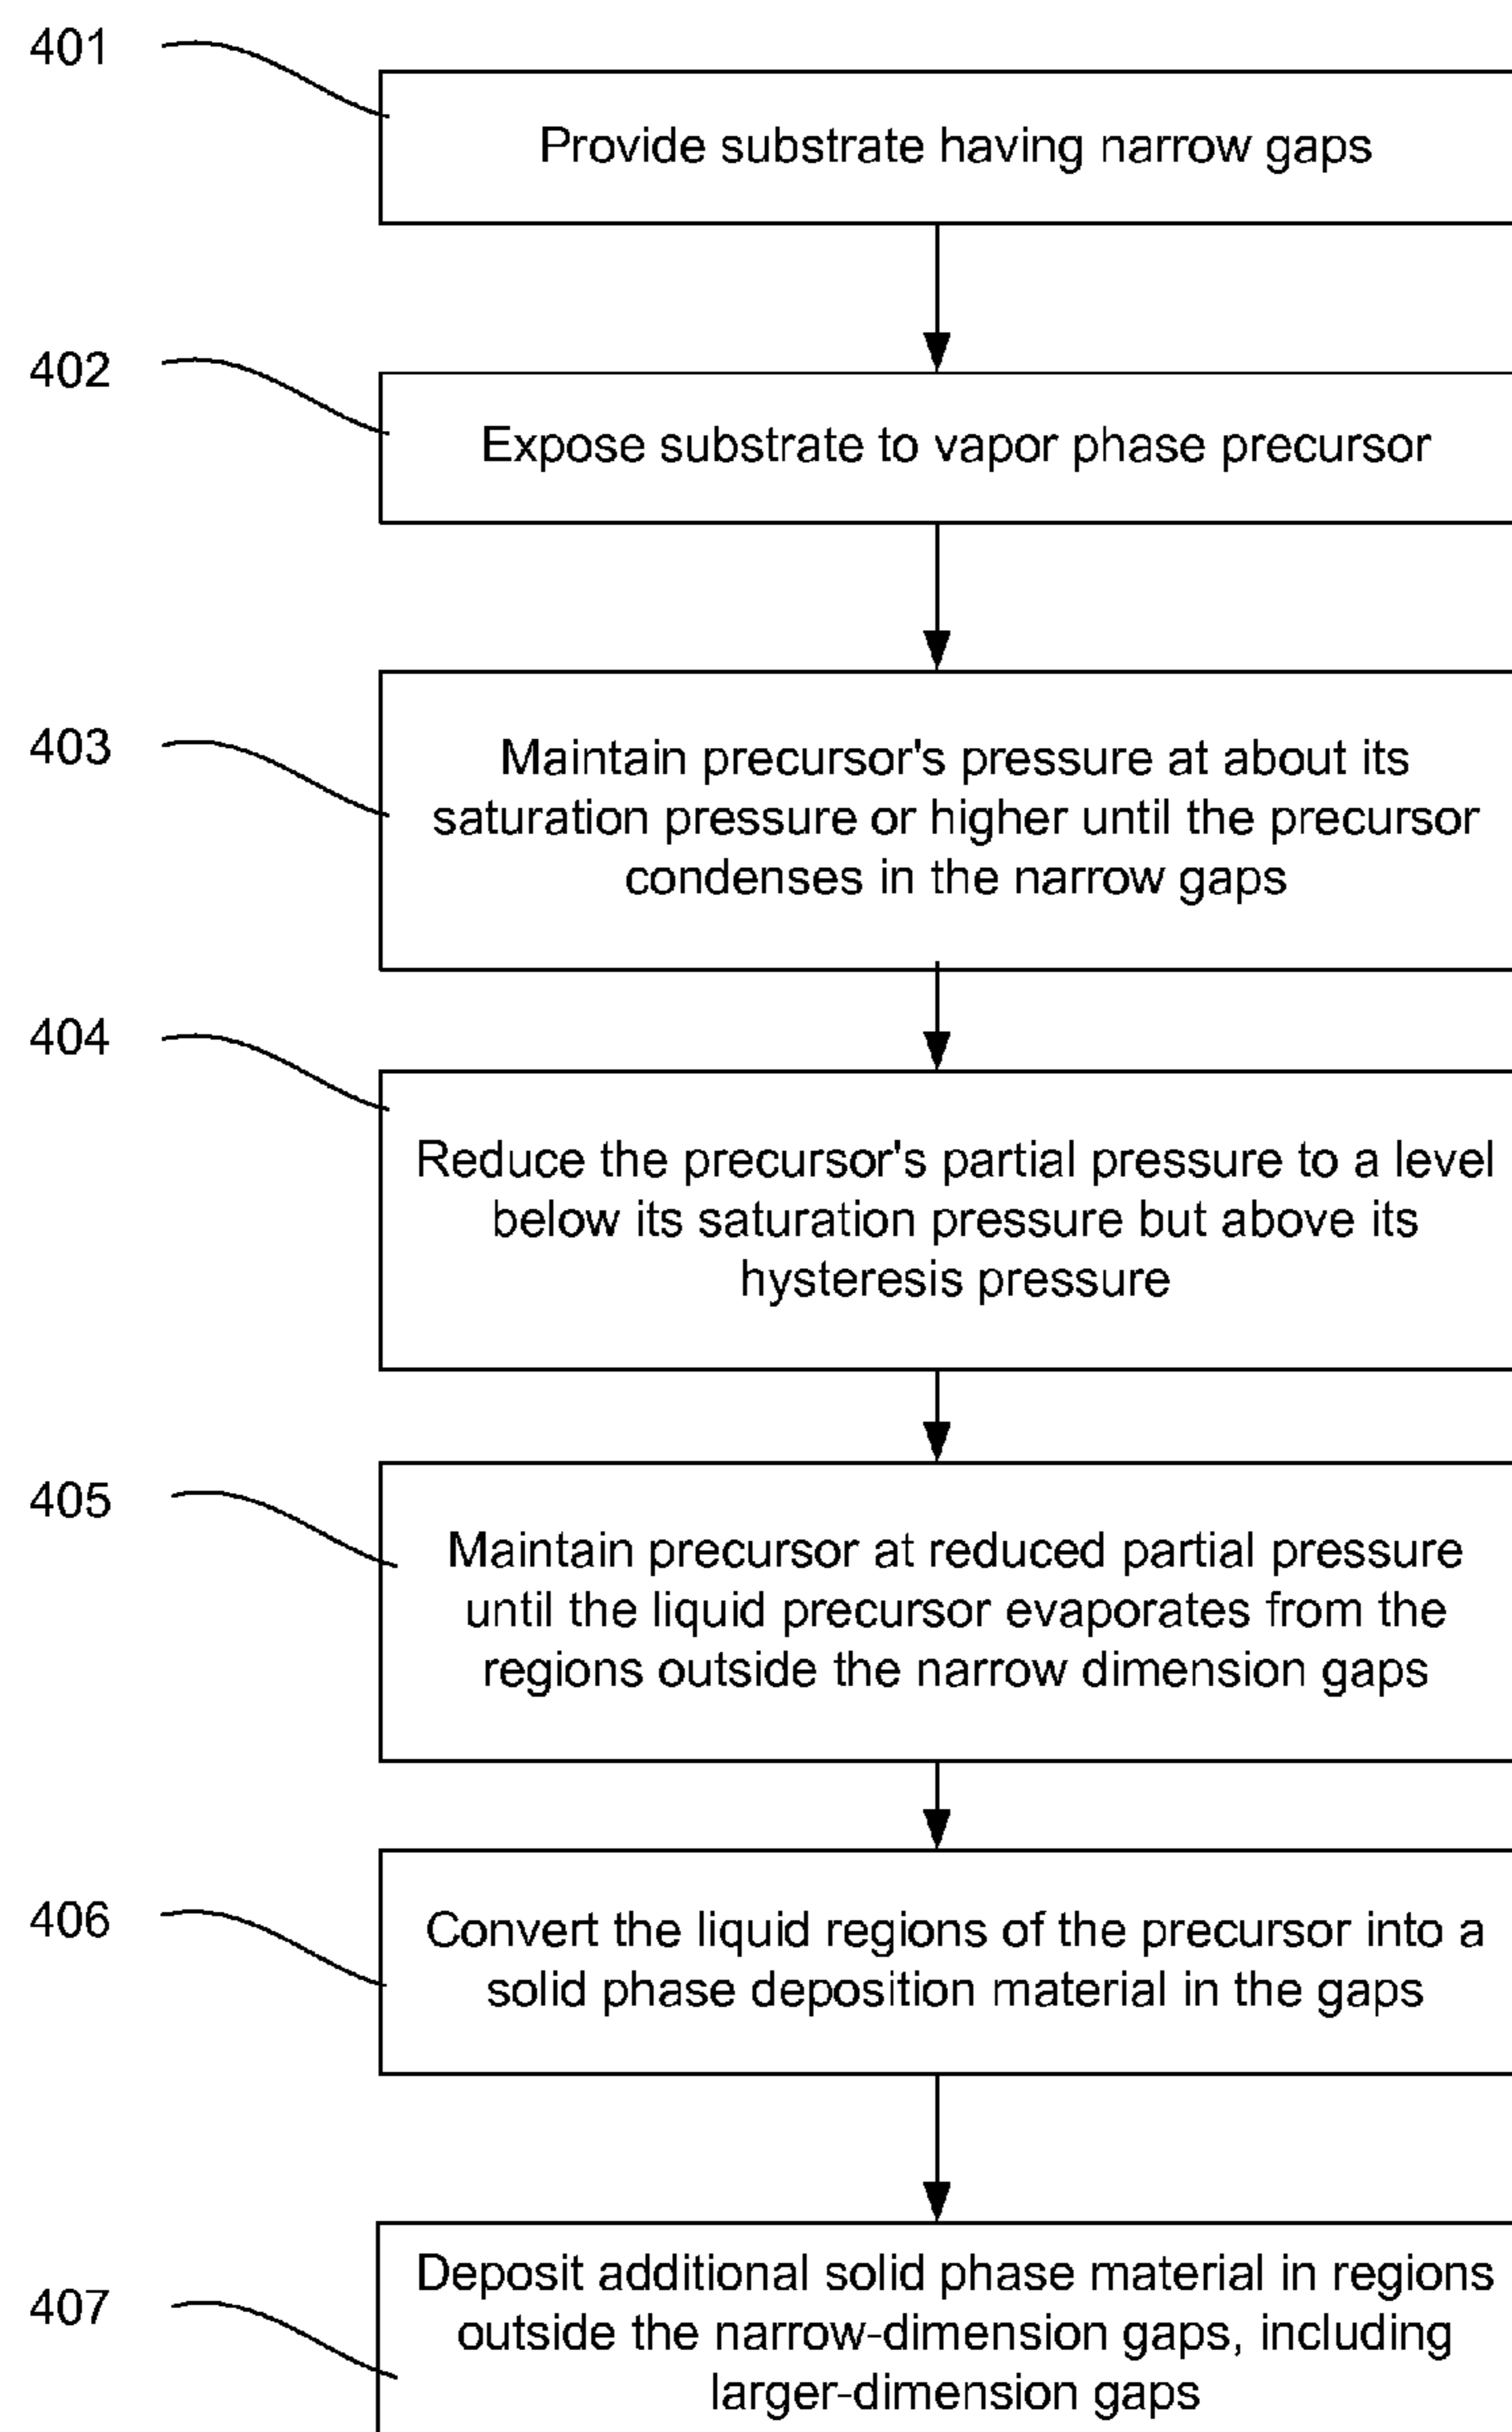 401
Provide substrate having narrow gaps
402
Expose substrate to vapor phase precursor
403
Maintain precursor's pressure at about its
saturation pressure or higher until the precursor
condenses in the narrow gaps
404
Reduce the precursor's partial pressure to a level
below its saturation pressure but above its
hysteresis pressure
405
Maintain precursor at reduced partial pressure
until the liquid precursor evaporates from the
regions outside the narrow dimension gaps
406
Convert the liquid regions of the precursor into a
solid phase deposition material in the gaps
407
Deposit additional solid phase material in regions
outside the narrow-dimension gaps, including
larger-dimension gaps